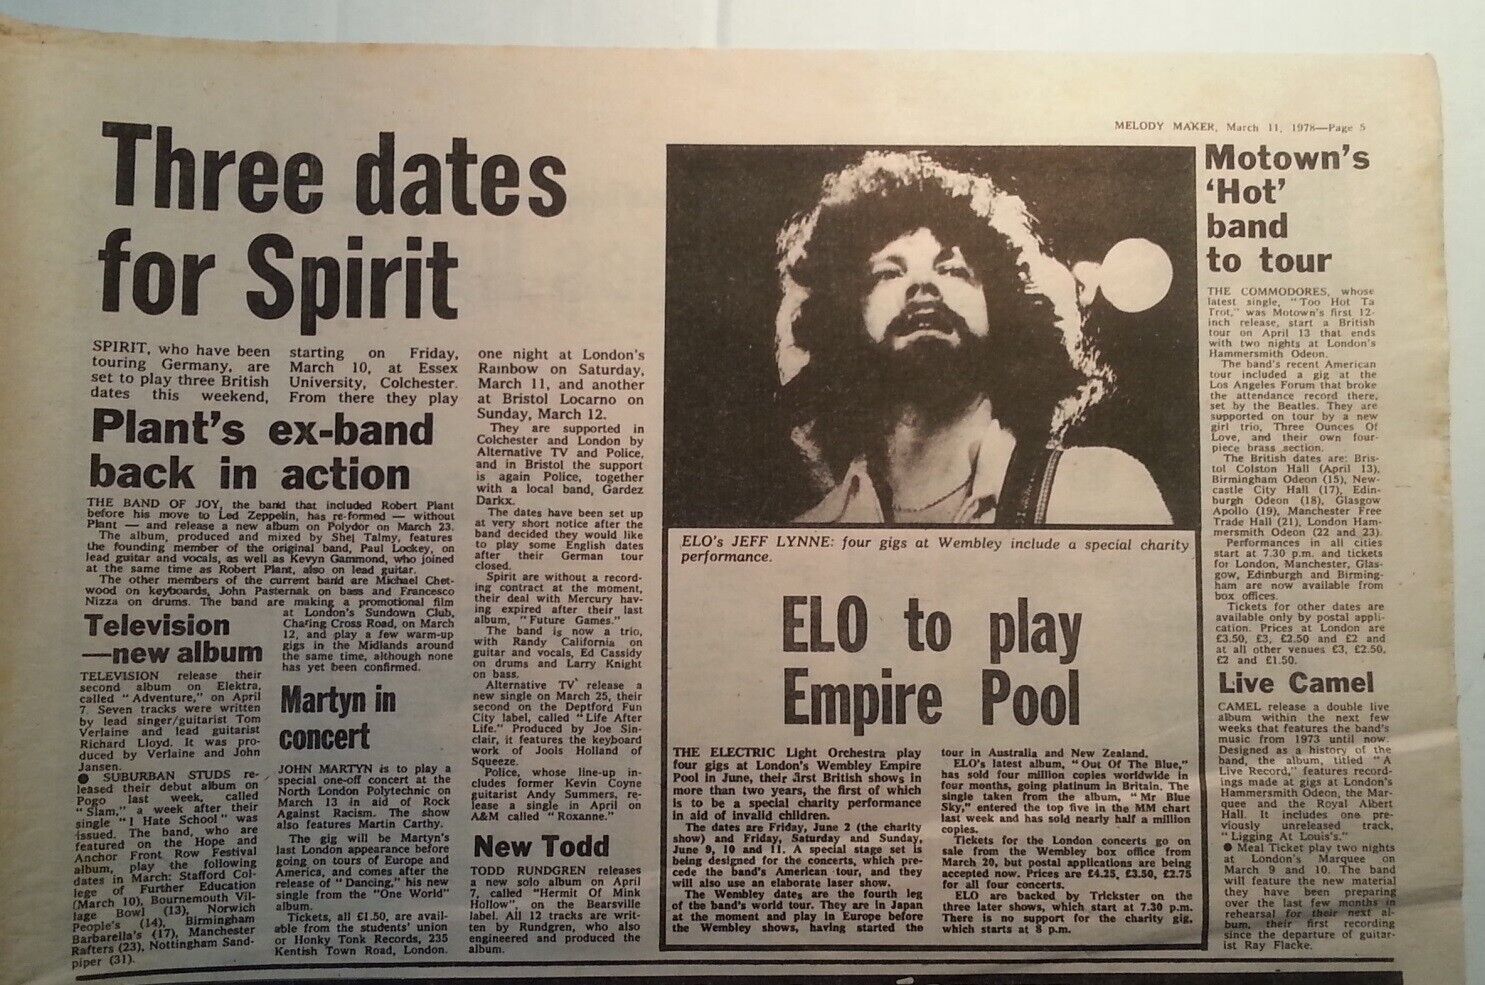 MELODY MAKER, March 11, 1978—Page 5
Three dates
for Spirit
SPIRIT, who have been
touring Germany, are
set to play three British
dates this weekend,
starting on Friday,
March 10, at Essex
University, Colchester.
From there they play
one night at London's
Rainbow on Saturday,
March 11, and another
at Bristol Locarno on
Sunday, March 12.
They are supported in
Colchester and London by
Alternative TV and Police,
and in Bristol the support
is again Police, together
with a local band, Gardez
Darkx.
The dates have been set up
at very short notice after the
band decided they would like
to play some English dates
after their German tour
closed.
Spirit are without a record-
ing contract at the moment,
their deal with Mercury hav-
ing expired after their last
album, "Future Games."
The band is now a trio,
with Randy California on
guitar and vocals, Ed Cassidy
on drums and Larry Knight
on bass.
Alternative TV release a
new single on March 25, their
second on the Deptford Fun
City label, called "Life After
Life." Produced by Joe Sin-
clair, it features the keyboard
work of Jools Holland of
Squeeze.
Police, whose line-up in-
cludes former Kevin Coyne
guitarist Andy Summers, re-
lease a single in April on
A&M called "Roxanne."
Plant's ex-band
back in action
THE BAND OF JOY, the band that included Robert Plant
before his move to Led Zeppelin, has re-formed — without
Plant — and release a new album on Polydor on March 23.
The album, produced and mixed by Shel Talmy, features
the founding member of the original band, Paul Lockey, on
lead guitar and vocals, as well as Kevyn Gammond, who joined
at the same time as Robert Plant, also on lead guitar.
The other members of the current band are Michael Chet-
wood on keyboards, John Pasternak on bass and Francesco
Nizza on drums. The band are making a promotional film
at London's Sundown Club,
Charing Cross Road, on March
12, and play a few warm-up
gigs in the Midlands around
the same time, although none
has yet been confirmed.
Television
—new album
TELEVISION release their
second album on Elektra,
called "Adventure," on April
7. Seven tracks were written
by lead singer/guitarist Tom
Verlaine and lead guitarist
Richard Lloyd. It was pro-
duced by Verlaine and John
Jansen.
● SUBURBAN STUDS re-
leased their debut album on
Pogo last week, called
"Slam," a week after their
single "I Hate School" was
issued. The band, who are
featured on the Hope and
Anchor Front Row Festival
album, play the following
dates in March: Stafford Col-
lege of Further Education
(March 10), Bournemouth Vil-
lage Bowl (13), Norwich
People's (14), Birmingham
Barbarella's (17), Manchester
Rafters (23), Nottingham Sand-
piper (31).
Martyn in
concert
JOHN MARTYN is to play a
special one-off concert at the
North London Polytechnic on
March 13 in aid of Rock
Against Racism. The show
also features Martin Carthy.
The gig will be Martyn's
last London appearance before
going on tours of Europe and
America, and comes after the
release of "Dancing," his new
single from the "One World"
album.
Tickets, all £1.50, are avail-
able from the students' union
or Honky Tonk Records, 235
Kentish Town Road, London.
New Todd
TODD RUNDGREN releases
a new solo album on April
7, called "Hermit Of Mink
Hollow", on the Bearsville
label. All 12 tracks are writ-
ten by Rundgren, who also
engineered and produced the
album.
ELO's JEFF LYNNE: four gigs at Wembley include a special charity
performance.
ELO to play
Empire Pool
THE ELECTRIC Light Orchestra play
four gigs at London's Wembley Empire
Pool in June, their first British shows in
more than two years, the first of which
is to be a special charity performance
in aid of invalid children.
The dates are Friday, June 2 (the charity
show) and Friday, Saturday and Sunday,
June 9, 10 and 11. A special stage set is
being designed for the concerts, which pre-
cede the band's American tour, and they
will also use an elaborate laser show.
The Wembley dates are the fourth leg
of the band's world tour. They are in Japan
at the moment and play in Europe before
the Wembley shows, having started the
tour in Australia and New Zealand.
ELO's latest album, "Out Of The Blue,"
has sold four million copies worldwide in
four months, going platinum in Britain. The
single taken from the album, "Mr Blue
Sky," entered the top five in the MM chart
last week and has sold nearly half a million
copies.
Tickets for the London concerts go on
sale from the Wembley box office from
March 20, but postal applications are being
accepted now. Prices are £4.25, £3.50, £2.75
for all four concerts.
ELO are backed by Trickster on the
three later shows, which start at 7.30 p.m.
There is no support for the charity gig,
which starts at 8 p.m.
Motown's
'Hot'
band
to tour
THE COMMODORES, whose
latest single, "Too Hot Ta
Trot," was Motown's first 12-
inch release, start a British
tour on April 13 that ends
with two nights at London's
Hammersmith Odeon.
The band's recent American
tour included a gig at the
Los Angeles Forum that broke
the attendance record there,
set by the Beatles. They are
supported on tour by a new
girl trio, Three Ounces Of
Love, and their own four-
piece brass section.
The British dates are: Bris-
tol Colston Hall (April 13),
Birmingham Odeon (15), New-
castle City Hall (17), Edin-
burgh Odeon (18), Glasgow
Apollo (19), Manchester Free
Trade Hall (21), London Ham-
mersmith Odeon (22 and 23).
Performances in all cities
start at 7.30 p.m. and tickets
for London, Manchester, Glas-
gow, Edinburgh and Birming-
ham are now available from
box offices.
Tickets for other dates are
available only by postal appli-
cation. Prices at London are
£3.50, £3, £2.50 and £2 and
at all other venues £3, £2.50,
£2 and £1.50.
Live Camel
CAMEL release a double live
album within the next few
weeks that features the band's
music from 1973 until now.
Designed as a history of the
band, the album, titled "A
Live Record," features record-
ings made at gigs at London's
Hammersmith Odeon, the Mar-
quee and the Royal Albert
Hall. It includes one pre-
viously unreleased track,
"Ligging At Louis's."
● Meal Ticket play two nights
at London's Marquee on
March 9 and 10. The band
will feature the new material
they have been preparing
over the last few months in
rehearsal for their next al-
bum, their first recording
since the departure of guitar-
ist Ray Flacke.